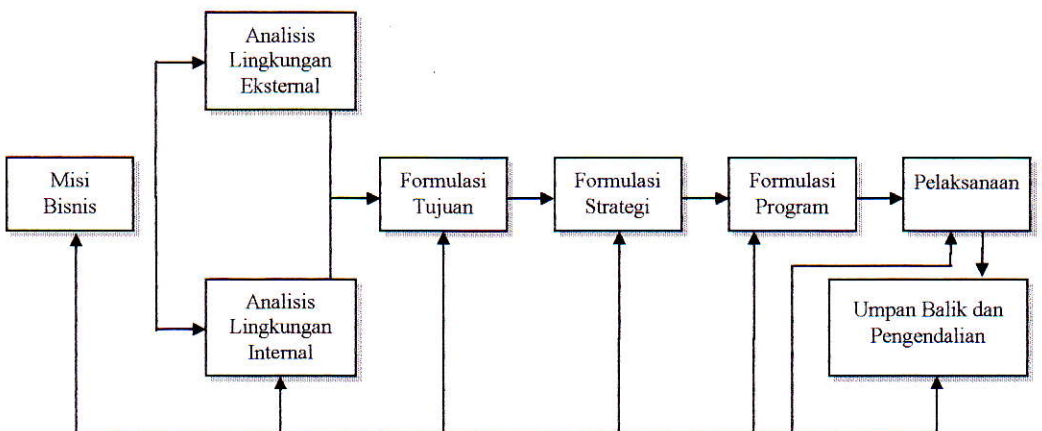 Analisis
Lingkungan
Eksternal
Misi
Bisnis
Formulasi
Tujuan
Formulasi
Strategi
Formulasi
Program
Pelaksanaan
Analisis
Lingkungan
Internal
Umpan Balik dan
Pengendalian